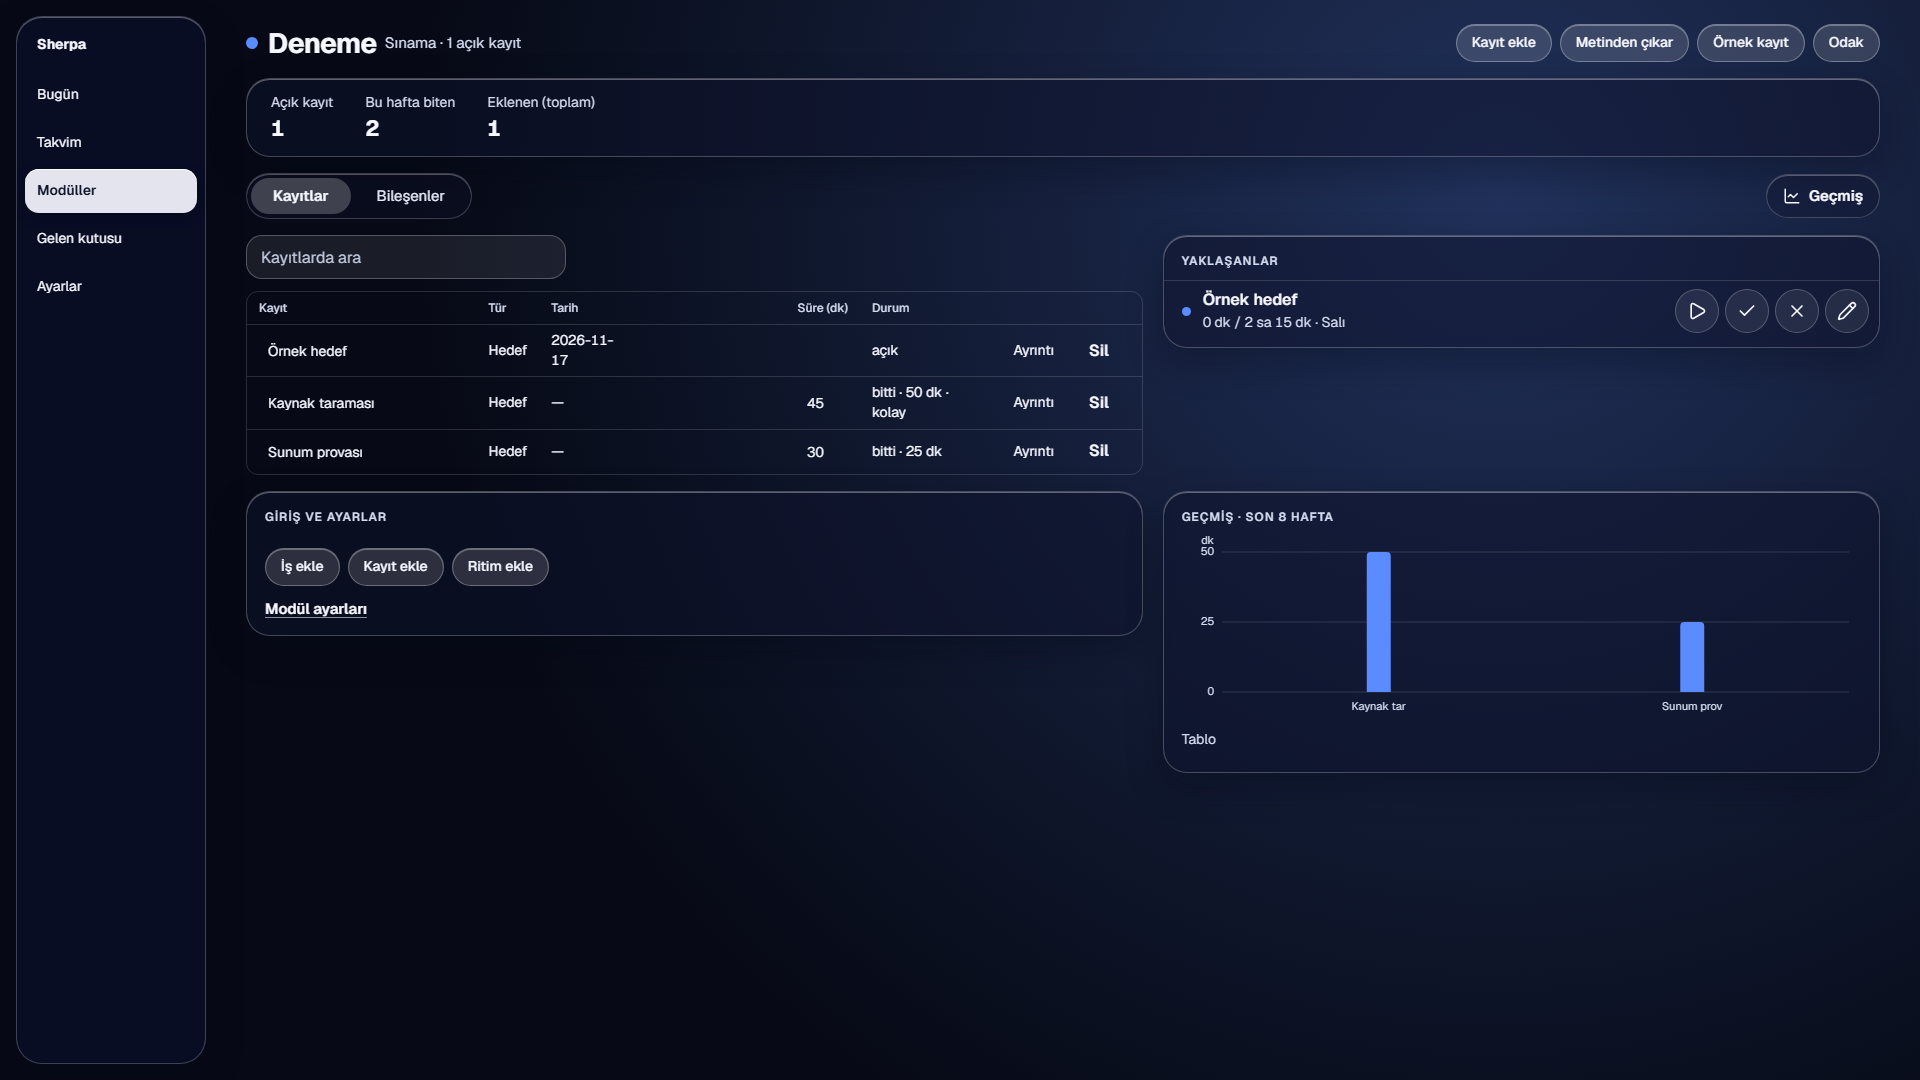 Sherpa
Bugün
Takvim
Modüller
Gelen kutusu
Ayarlar
Deneme Sınama · 1 açık kayıt
Kayıt ekle Metinden çıkar Örnek kayıt Odak
Açık kayıt Bu hafta biten Eklenen (toplam)
1 2 1
Kayıtlar Bileşenler
Geçmiş
Kayıtlarda ara
Kayıt Tür Tarih Süre (dk) Durum
Örnek hedef Hedef 2026-11-17 açık Ayrıntı Sil
Kaynak taraması Hedef — 45 bitti · 50 dk · kolay Ayrıntı Sil
Sunum provası Hedef — 30 bitti · 25 dk Ayrıntı Sil
YAKLAŞANLAR
Örnek hedef
0 dk / 2 sa 15 dk · Salı
GİRİŞ VE AYARLAR
İş ekle Kayıt ekle Ritim ekle
Modül ayarları
GEÇMİŞ · SON 8 HAFTA
dk
50
25
0
Kaynak tar Sunum prov
Tablo